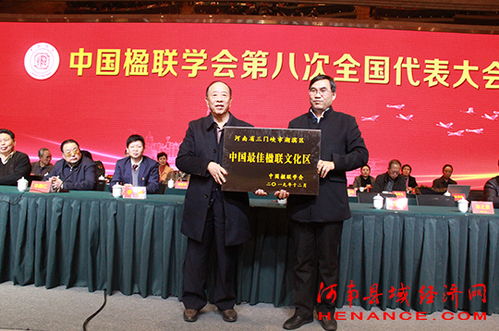 中国楹联学会第八次全国代表大会
河南省三门峡市湖滨区
中国最佳楹联文化区
中国楹联学会
二〇一九年十二月
河南县域经济网
HENANCE.COM